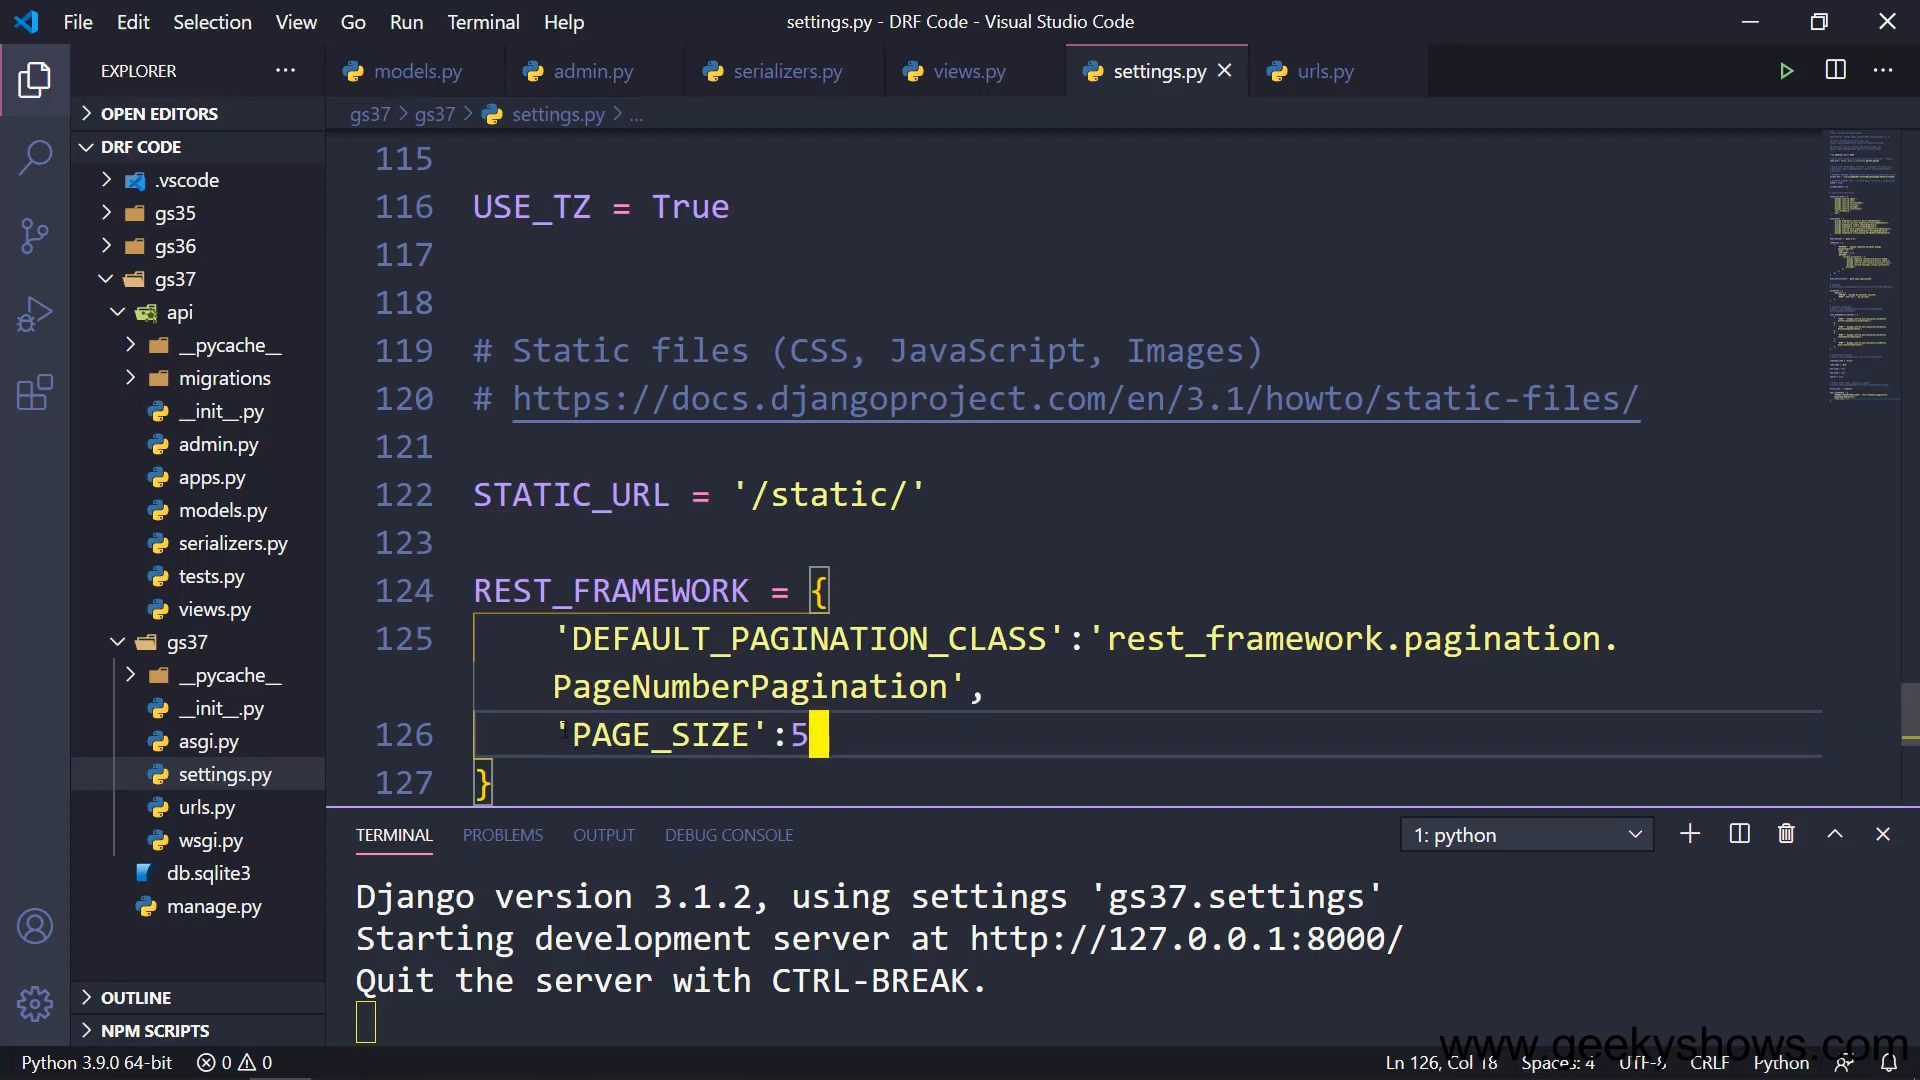 File Edit Selection View Go Run Terminal Help
settings.py - DRF Code - Visual Studio Code
EXPLORER
models.py
admin.py
serializers.py
views.py
settings.py
urls.py
OPEN EDITORS
gs37 > gs37 > settings.py > ...
DRF CODE
.vscode
gs35
gs36
gs37
api
__pycache__
migrations
__init__.py
admin.py
apps.py
models.py
serializers.py
tests.py
views.py
gs37
__pycache__
__init__.py
asgi.py
settings.py
urls.py
wsgi.py
db.sqlite3
manage.py
OUTLINE
NPM SCRIPTS
115
116 USE_TZ = True
117
118
119 # Static files (CSS, JavaScript, Images)
120 # https://docs.djangoproject.com/en/3.1/howto/static-files/
121
122 STATIC_URL = '/static/'
123
124 REST_FRAMEWORK = {
125 'DEFAULT_PAGINATION_CLASS':'rest_framework.pagination.
PageNumberPagination',
126 'PAGE_SIZE':5
127 }
TERMINAL PROBLEMS OUTPUT DEBUG CONSOLE
1: python
Django version 3.1.2, using settings 'gs37.settings'
Starting development server at http://127.0.0.1:8000/
Quit the server with CTRL-BREAK.
www.geekyshows.com
Python 3.9.0 64-bit 0 0
Ln 126, Col 18 Spaces: 4 UTF-8 CRLF Python